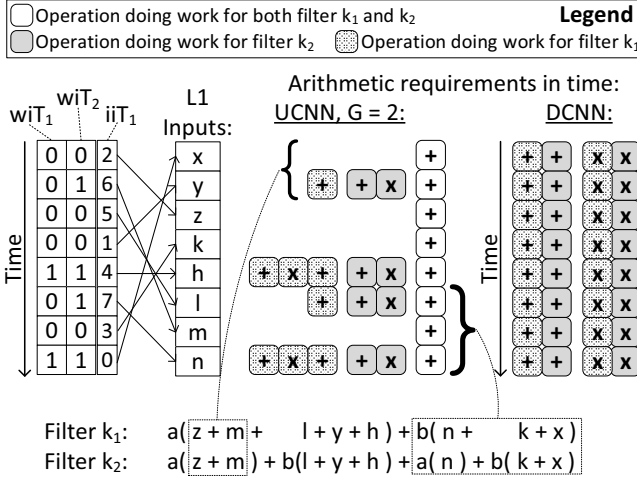 Operation doing work for both filter k1 and k2 Legend
Operation doing work for filter k2 Operation doing work for filter k1
Arithmetic requirements in time:
wiT1 wiT2 iiT1 L1 Inputs: UCNN, G = 2: DCNN:
Time
0 0 2 x + + + x x
0 1 6 y + + x + + x x
0 0 5 z + + + x x
0 0 1 k + + + x x
1 1 4 h + x + + x + + + x x
0 1 7 l + + x + + + x x
0 0 3 m + + + x x
1 1 0 n + x + + x + + + x x
Time
Filter k1: a( z + m + l + y + h ) + b( n + k + x )
Filter k2: a( z + m ) + b(l + y + h ) + a( n ) + b( k + x )